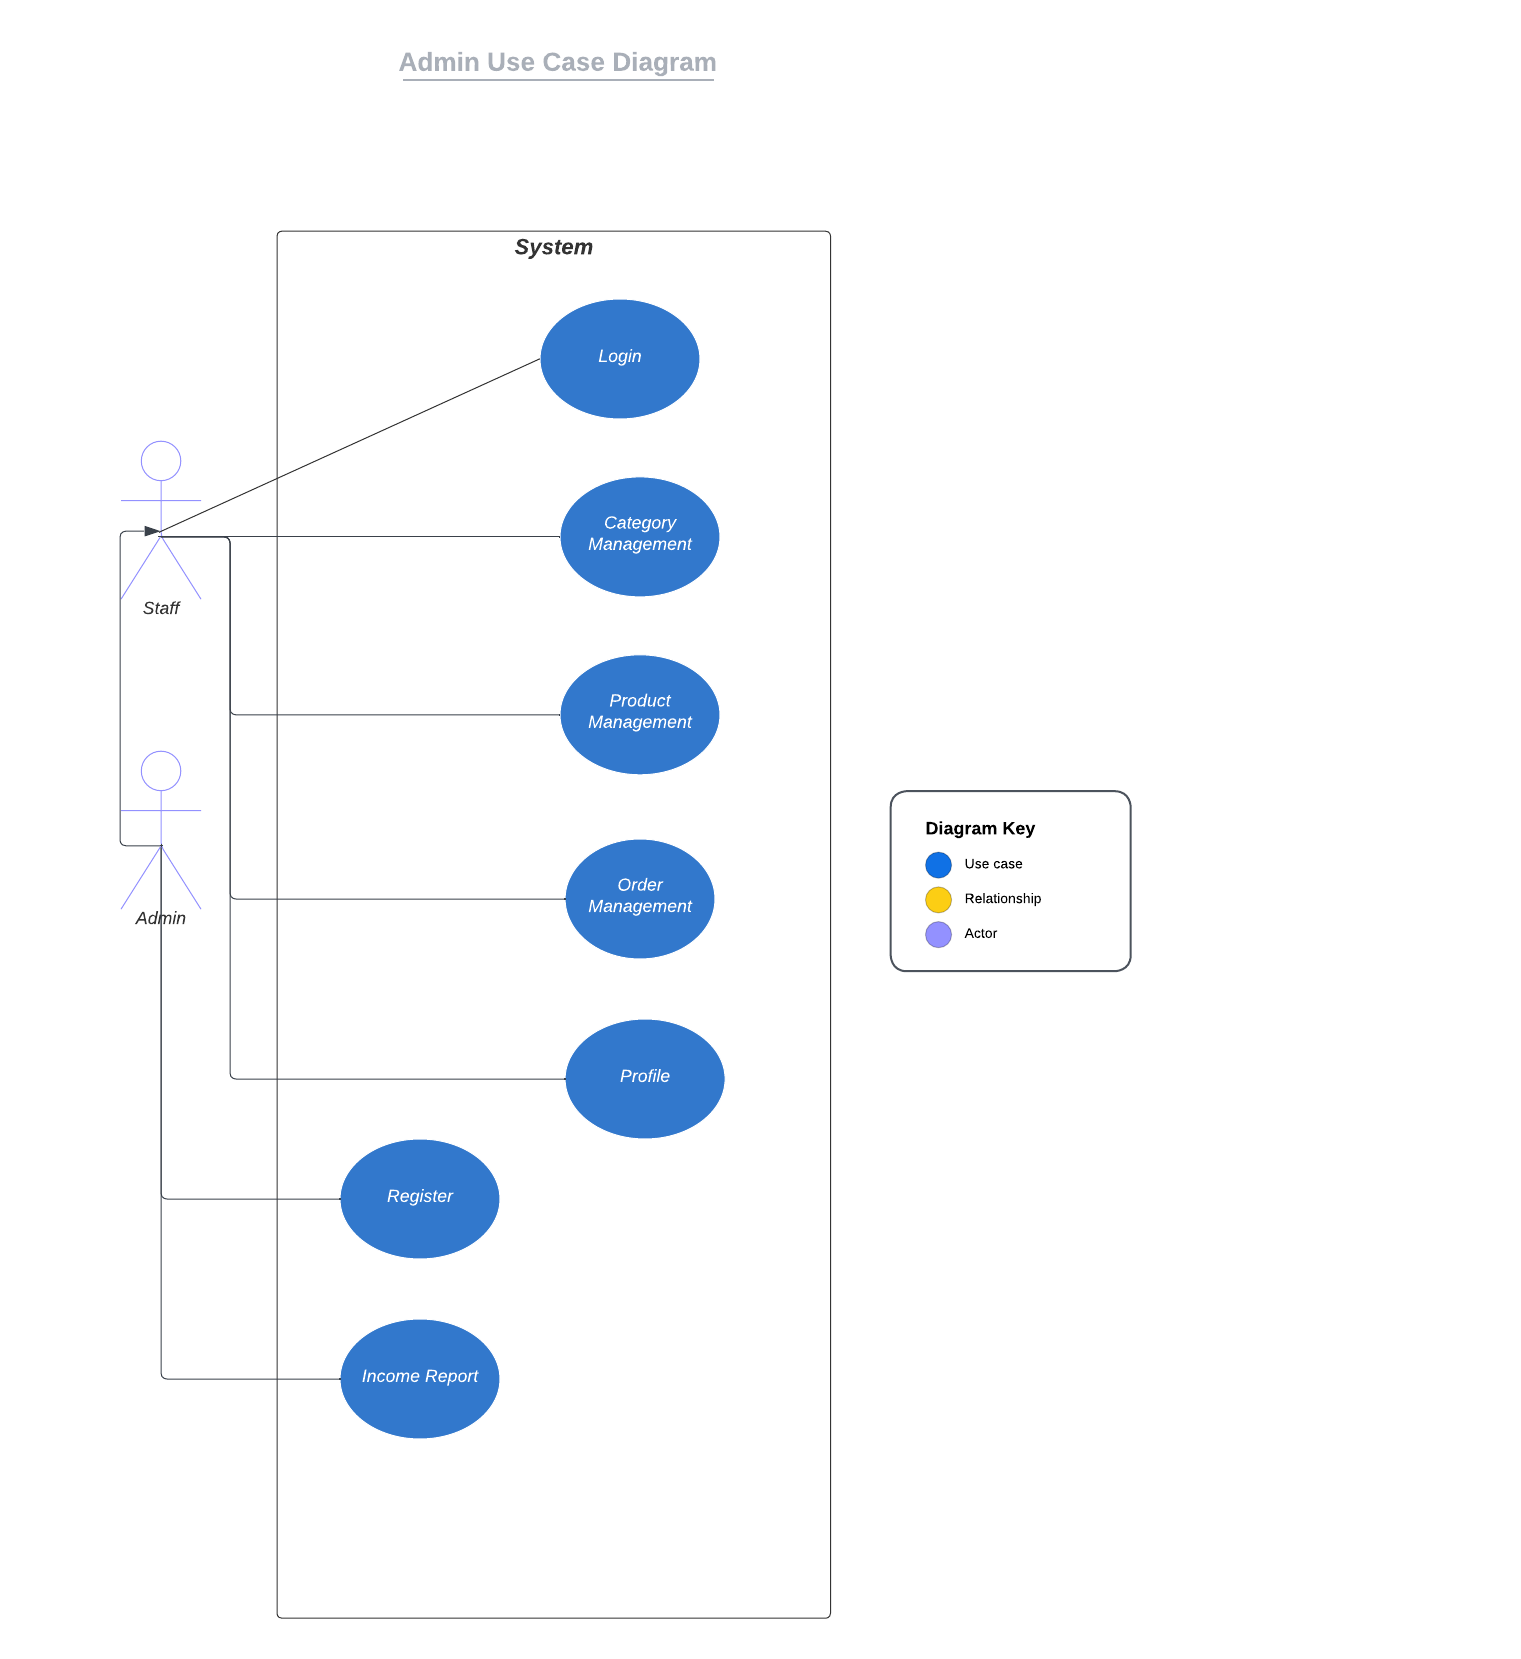 Admin Use Case Diagram
System
Login
Category
Management
Staff
Product
Management
Order
Management
Admin
Profile
Register
Income Report
Diagram Key
Use case
Relationship
Actor